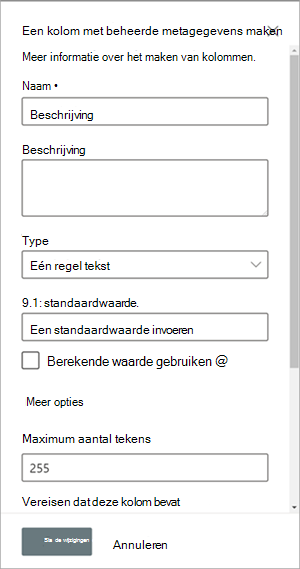 Een kolom met beheerde metagegevens maken
Meer informatie over het maken van kolommen.
Naam •
Beschrijving
Beschrijving
Type
Eén regel tekst
9.1: standaardwaarde.
Een standaardwaarde invoeren
Berekende waarde gebruiken @
Meer opties
Maximum aantal tekens
255
Vereisen dat deze kolom bevat
Sla de wijzigingen
Annuleren